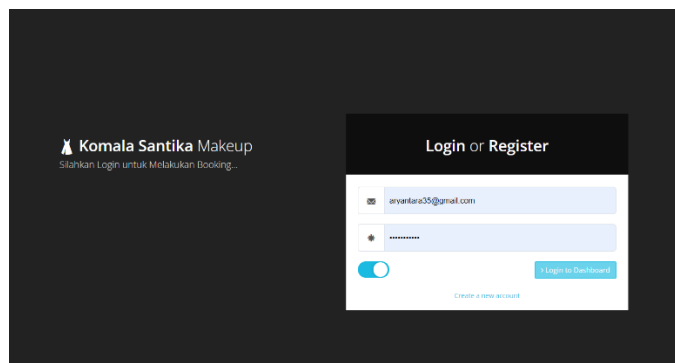 Komala Santika Makeup
Silahkan Login untuk Melakukan Booking...
Login or Register
aryantara35@gmail.com
•••••••••••
Login to Dashboard
Create a new account